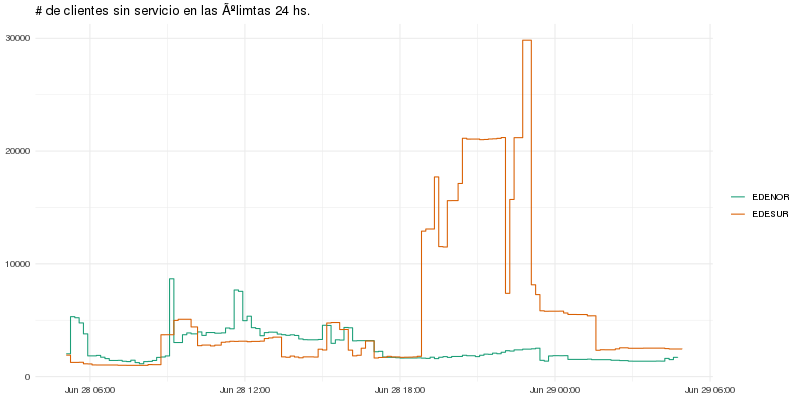 # de clientes sin servicio en las Ãºlimtas 24 hs.
30000
20000
10000
0
Jun 28 06:00
Jun 28 12:00
Jun 28 18:00
Jun 29 00:00
Jun 29 06:00
EDENOR
EDESUR